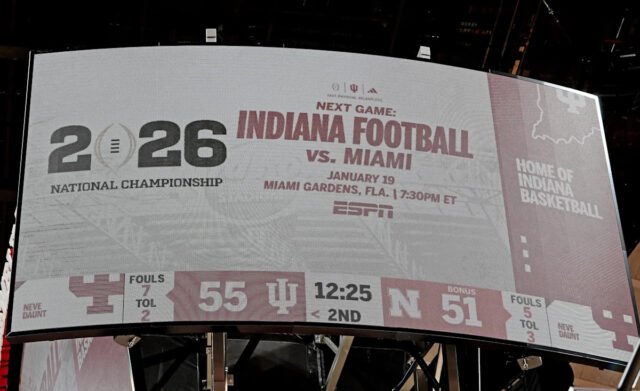 NEXT GAME:
INDIANA FOOTBALL
VS. MIAMI
JANUARY 19
MIAMI GARDENS, FLA. | 7:30PM ET
ESPN
2026
NATIONAL CHAMPIONSHIP
HOME OF
INDIANA
BASKETBALL
NEVE
DAUNT
FOULS
7
TOL
2
55
12:25
< 2ND
N
BONUS
51
FOULS
5
TOL
3
NEVE
DAUNT